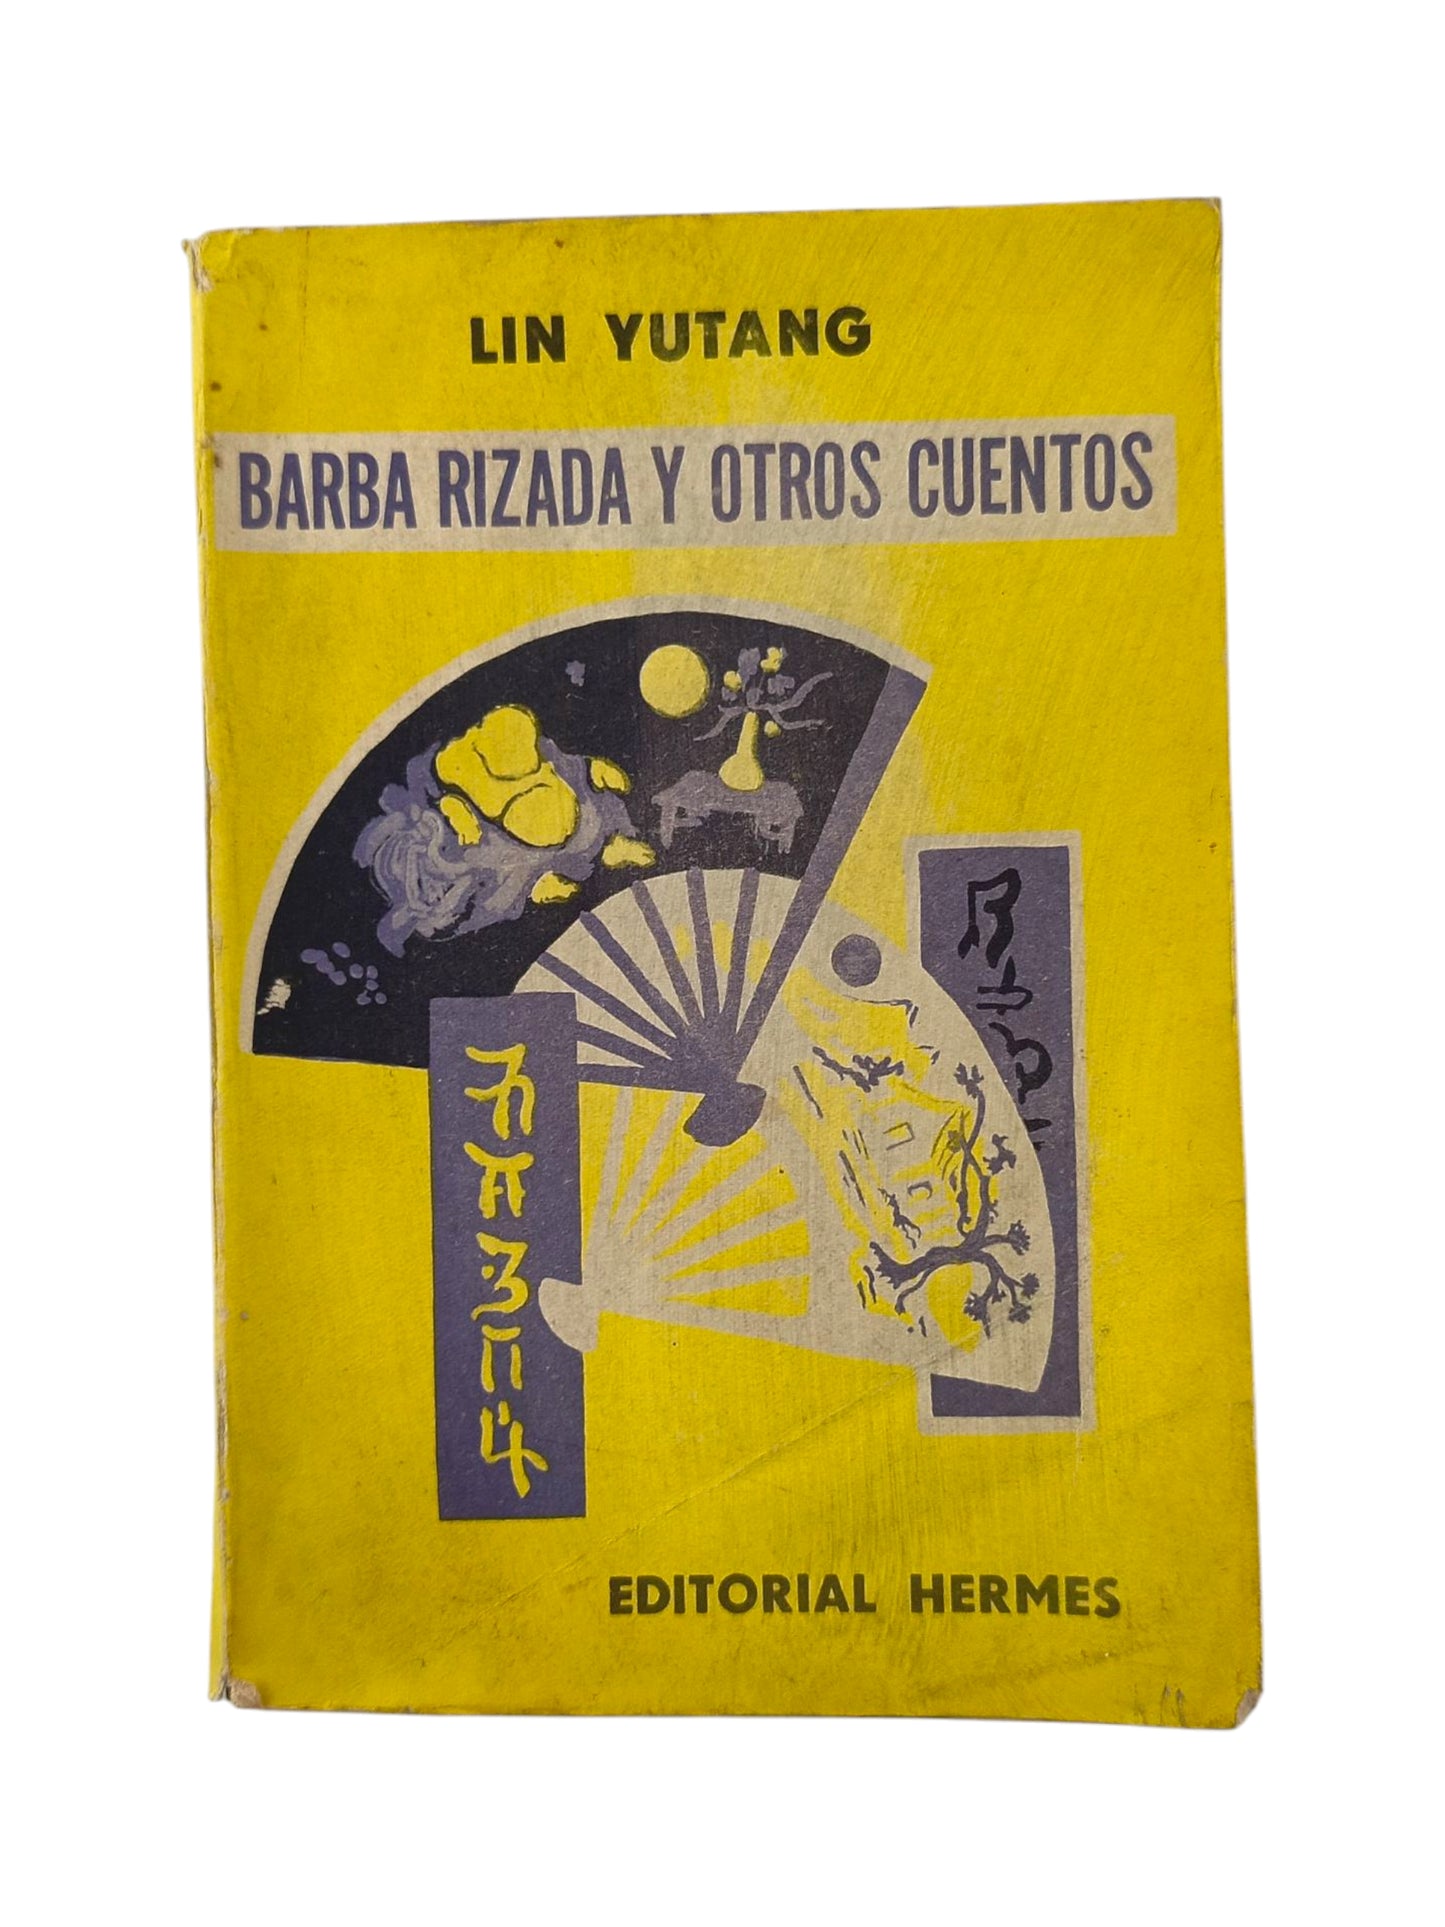 LIN YUTANG
BARBA RIZADA Y OTROS CUENTOS
EDITORIAL HERMES